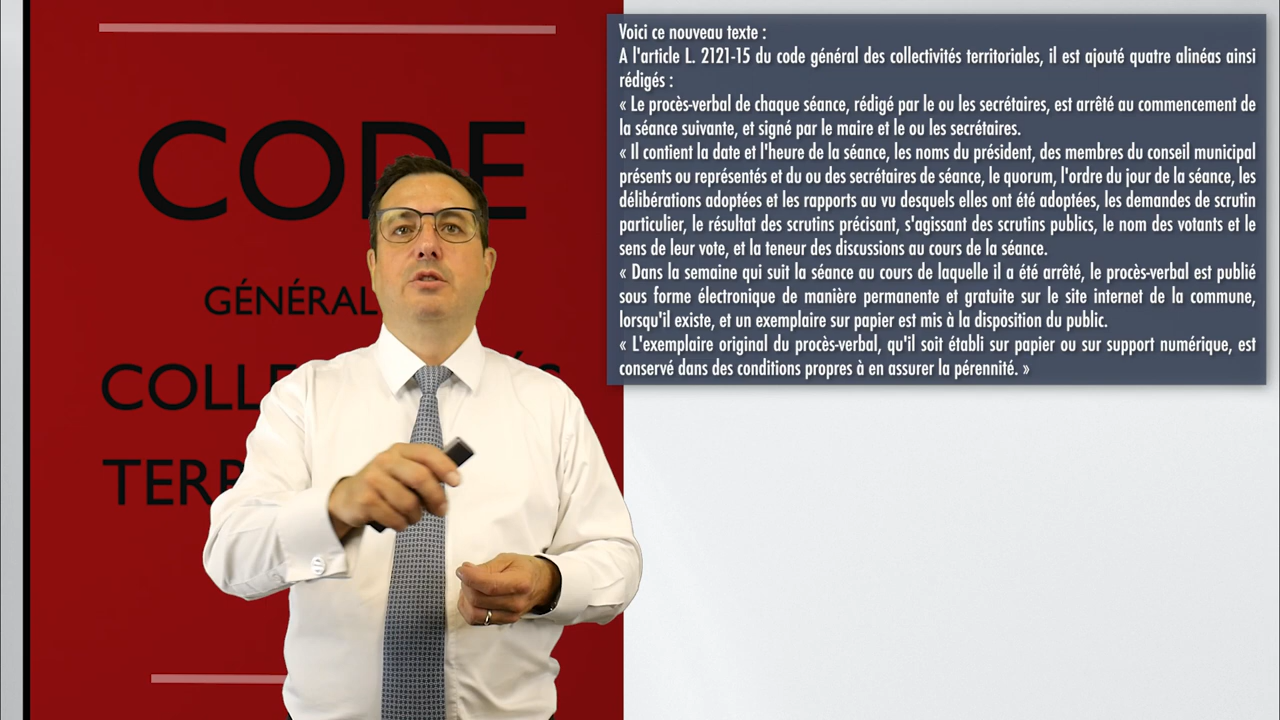 CODE
GÉNÉRAL
COLL
TERR
Voici ce nouveau texte :
A l'article L. 2121-15 du code général des collectivités territoriales, il est ajouté quatre alinéas ainsi
rédigés :
« Le procès-verbal de chaque séance, rédigé par le ou les secrétaires, est arrêté au commencement de
la séance suivante, et signé par le maire et le ou les secrétaires.
« Il contient la date et l'heure de la séance, les noms du président, des membres du conseil municipal
présents ou représentés et du ou des secrétaires de séance, le quorum, l'ordre du jour de la séance, les
délibérations adoptées et les rapports au vu desquels elles ont été adoptées, les demandes de scrutin
particulier, le résultat des scrutins précisant, s'agissant des scrutins publics, le nom des votants et le
sens de leur vote, et la teneur des discussions au cours de la séance.
« Dans la semaine qui suit la séance au cours de laquelle il a été arrêté, le procès-verbal est publié
sous forme électronique de manière permanente et gratuite sur le site internet de la commune,
lorsqu'il existe, et un exemplaire sur papier est mis à la disposition du public.
« L'exemplaire original du procès-verbal, qu'il soit établi sur papier ou sur support numérique, est
conservé dans des conditions propres à en assurer la pérennité. »